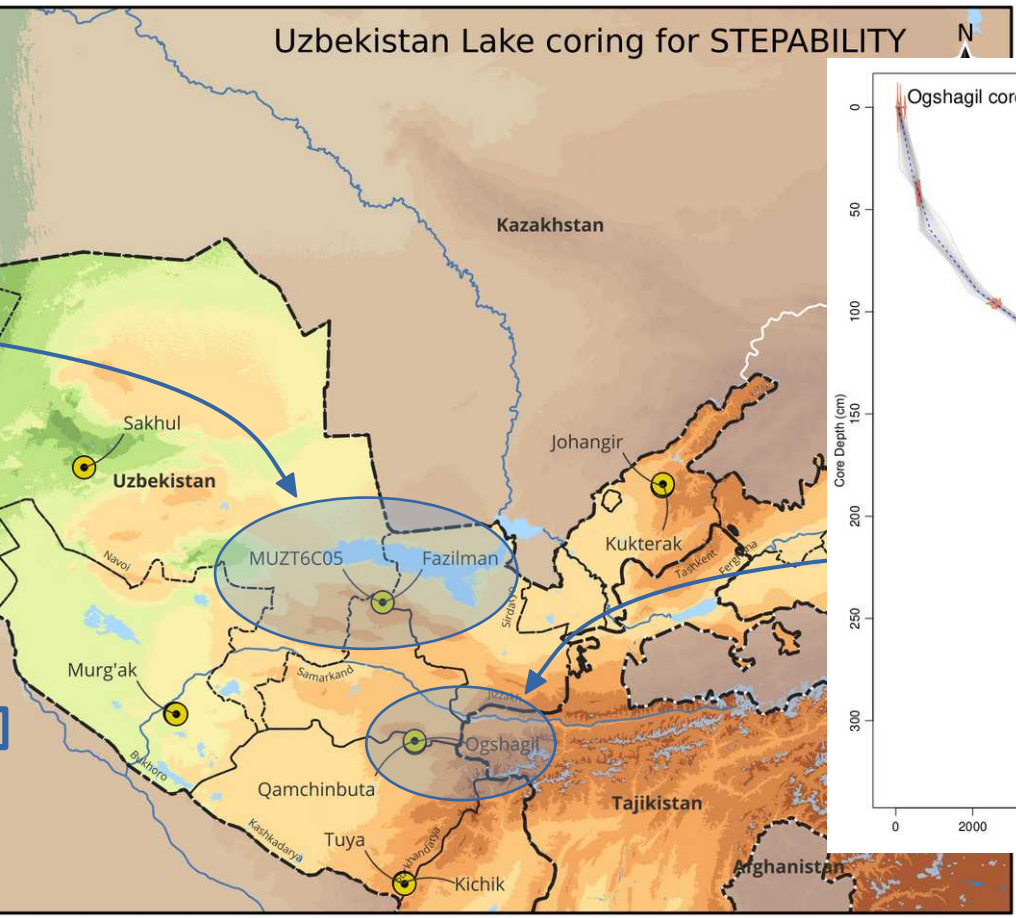 Uzbekistan Lake coring for STEPABILITY
N
Kazakhstan
Sakhul
Uzbekistan
Johangir
Kukterak
Tashkent
Ferghana
Navoi
MUZT6C05
Fazilman
Sirdaryo
Murg'ak
Samarkand
Jizzakh
Bukhoro
Ogshagil
Qamchinbuta
Tajikistan
Kashkadarya
Tuya
Kichik
Afghanistan
Ogshagil cor
Core Depth (cm)
0
50
100
150
200
250
300
0
2000